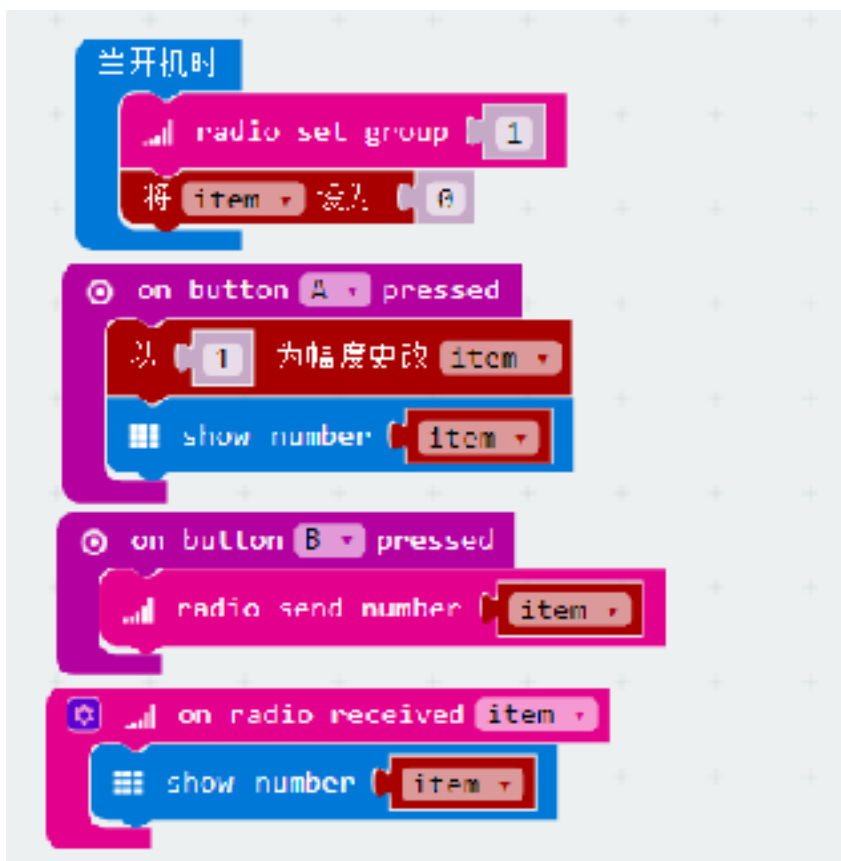 当开机时
radio set group 1
将 item 设为 0
on button A pressed
以 1 为幅度更改 item
show number item
on button B pressed
radio send number item
on radio received item
show number item